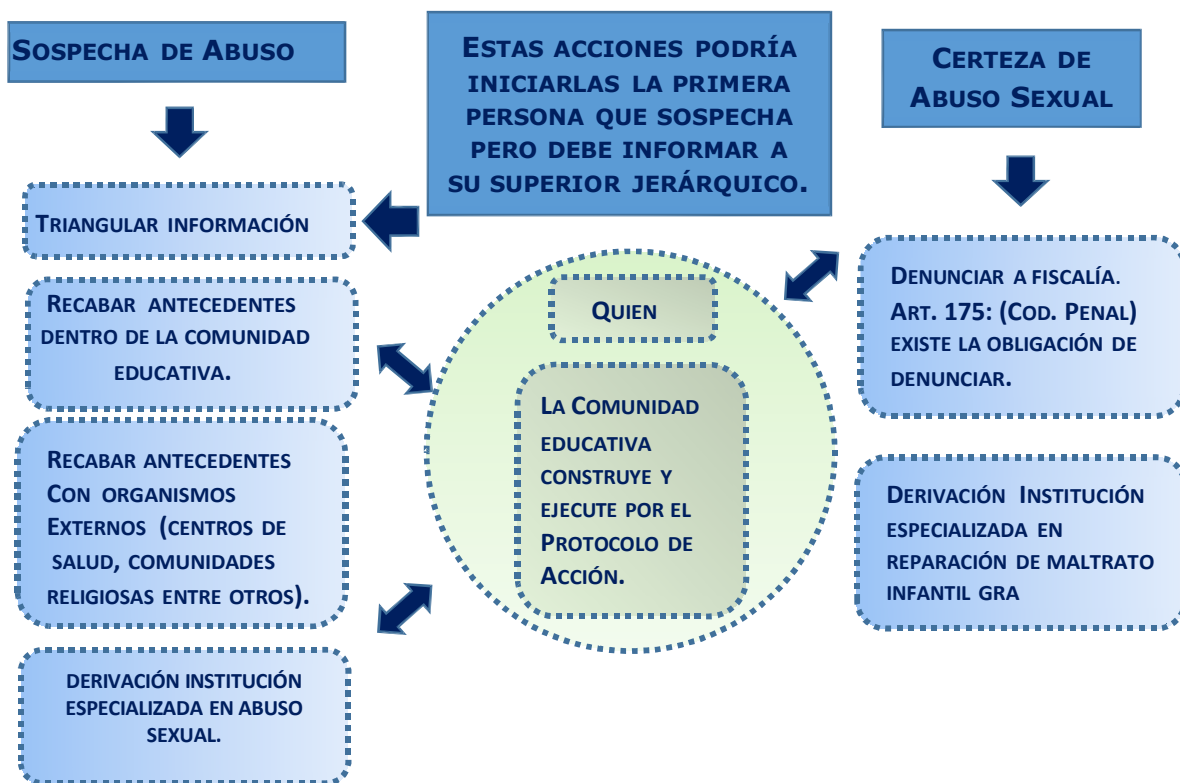 SOSPECHA DE ABUSO
TRIANGULAR INFORMACIÓN
RECABAR ANTECEDENTES
DENTRO DE LA COMUNIDAD
EDUCATIVA.
RECABAR ANTECEDENTES
CON ORGANISMOS
EXTERNOS (CENTROS DE
SALUD, COMUNIDADES
RELIGIOSAS ENTRE OTROS).
DERIVACIÓN INSTITUCIÓN
ESPECIALIZADA EN ABUSO
SEXUAL.
ESTAS ACCIONES PODRÍA
INICIARLAS LA PRIMERA
PERSONA QUE SOSPECHA
PERO DEBE INFORMAR A
SU SUPERIOR JERÁRQUICO.
QUIEN
LA COMUNIDAD
EDUCATIVA
CONSTRUYE Y
EJECUTE POR EL
PROTOCOLO DE
ACCIÓN.
CERTEZA DE
ABUSO SEXUAL
DENUNCIAR A FISCALÍA.
ART. 175: (COD. PENAL)
EXISTE LA OBLIGACIÓN DE
DENUNCIAR.
DERIVACIÓN INSTITUCIÓN
ESPECIALIZADA EN
REPARACIÓN DE MALTRATO
INFANTIL GRA